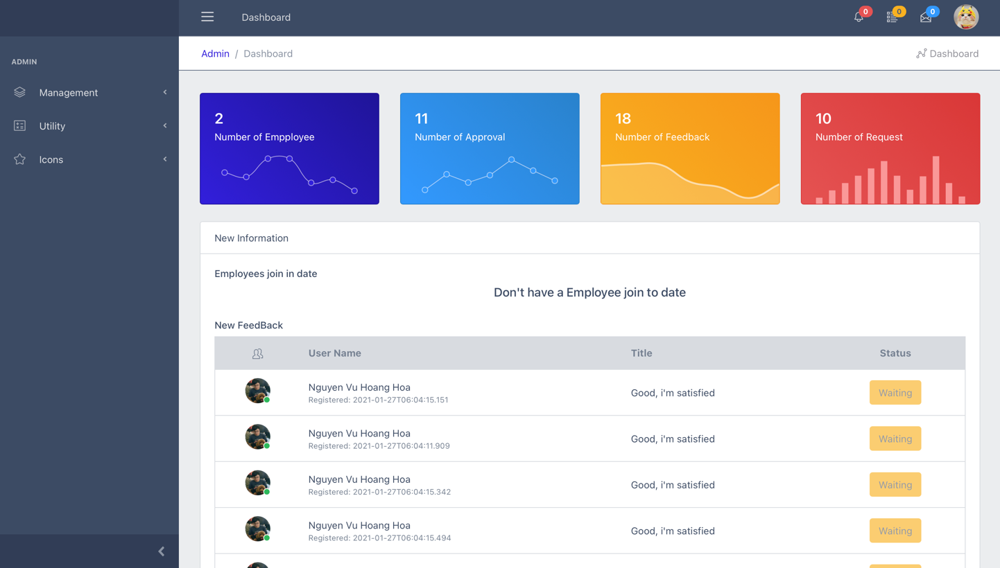 Dashboard
0
0
0
Admin / Dashboard
Dashboard
ADMIN
Management
Utility
Icons
2
Number of Empployee
11
Number of Approval
18
Number of Feedback
10
Number of Request
New Information
Employees join in date
Don't have a Employee join to date
New FeedBack
User Name Title Status
Nguyen Vu Hoang Hoa
Registered: 2021-01-27T06:04:15.151
Good, i'm satisfied
Waiting
Nguyen Vu Hoang Hoa
Registered: 2021-01-27T06:04:11.909
Good, i'm satisfied
Waiting
Nguyen Vu Hoang Hoa
Registered: 2021-01-27T06:04:15.342
Good, i'm satisfied
Waiting
Nguyen Vu Hoang Hoa
Registered: 2021-01-27T06:04:15.494
Good, i'm satisfied
Waiting